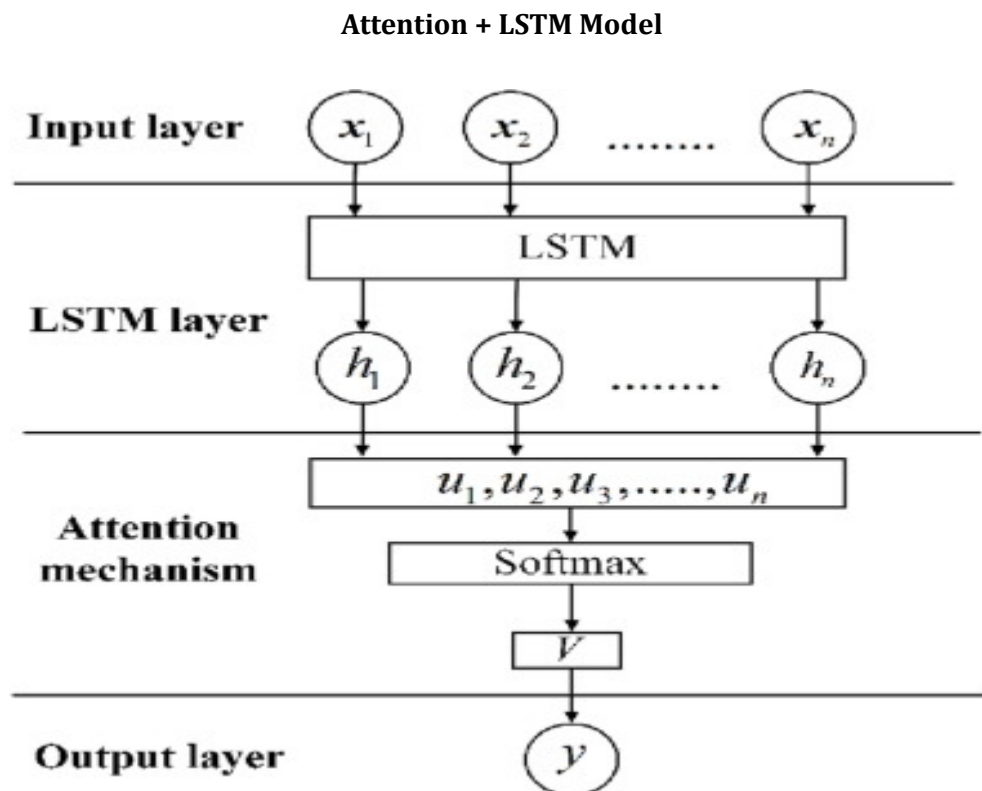 Attention + LSTM Model
Input layer
x₁ x₂ ........ xₙ
LSTM
LSTM layer
h₁ h₂ ........ hₙ
u₁, u₂, u₃, ....., uₙ
Attention
mechanism
Softmax
V
Output layer
y